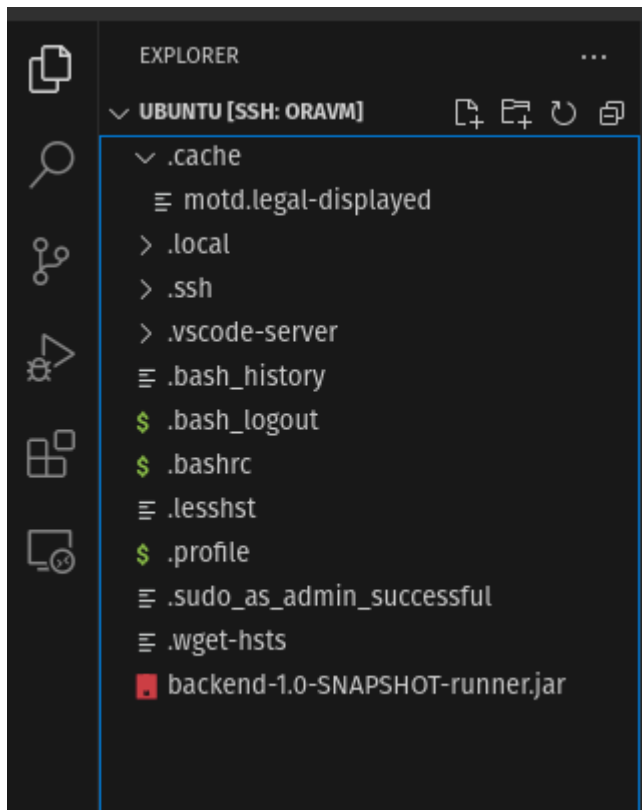 EXPLORER
UBUNTU [SSH: ORAVM]
.cache
motd.legal-displayed
.local
.ssh
.vscode-server
.bash_history
$ .bash_logout
$ .bashrc
.lesshst
$ .profile
.sudo_as_admin_successful
.wget-hsts
backend-1.0-SNAPSHOT-runner.jar